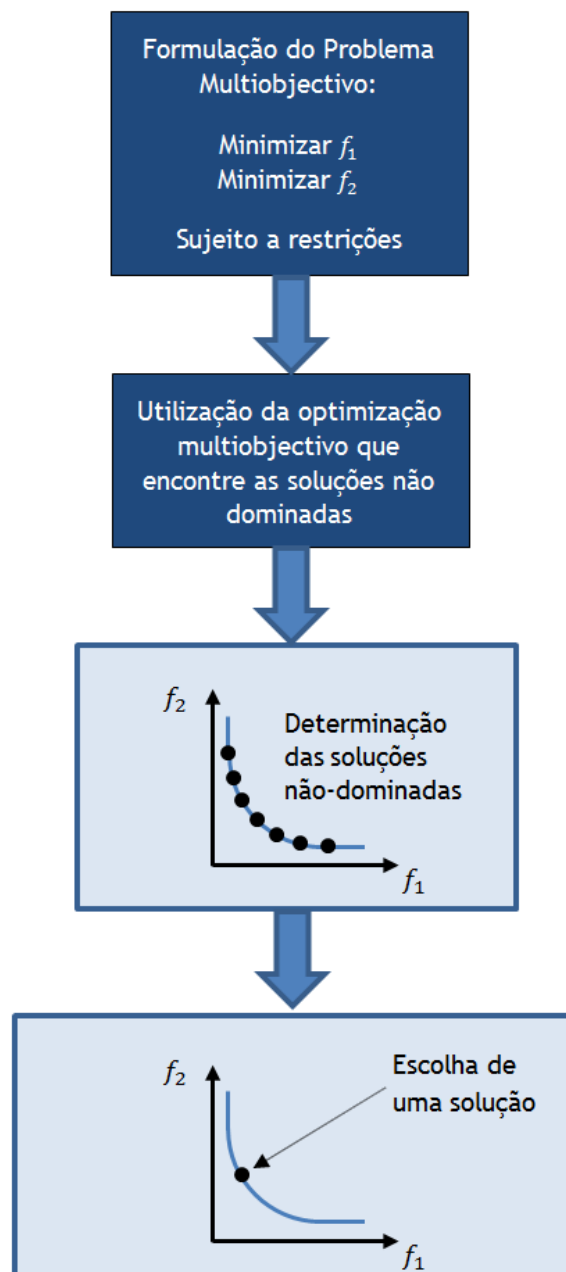 Formulação do Problema
Multiobjectivo:
Minimizar f₁
Minimizar f₂
Sujeito a restrições
Utilização da optimização
multiobjectivo que
encontre as soluções não
dominadas
f₂
Determinação
das soluções
não-dominadas
f₁
f₂
Escolha de
uma solução
f₁